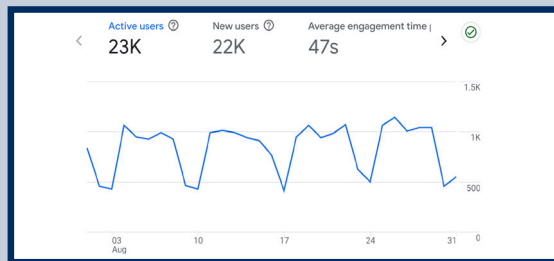 Active users
New users
Average engagement time
23K
22K
47s
1.5K
1K
500
0
03
Aug
10
17
24
31